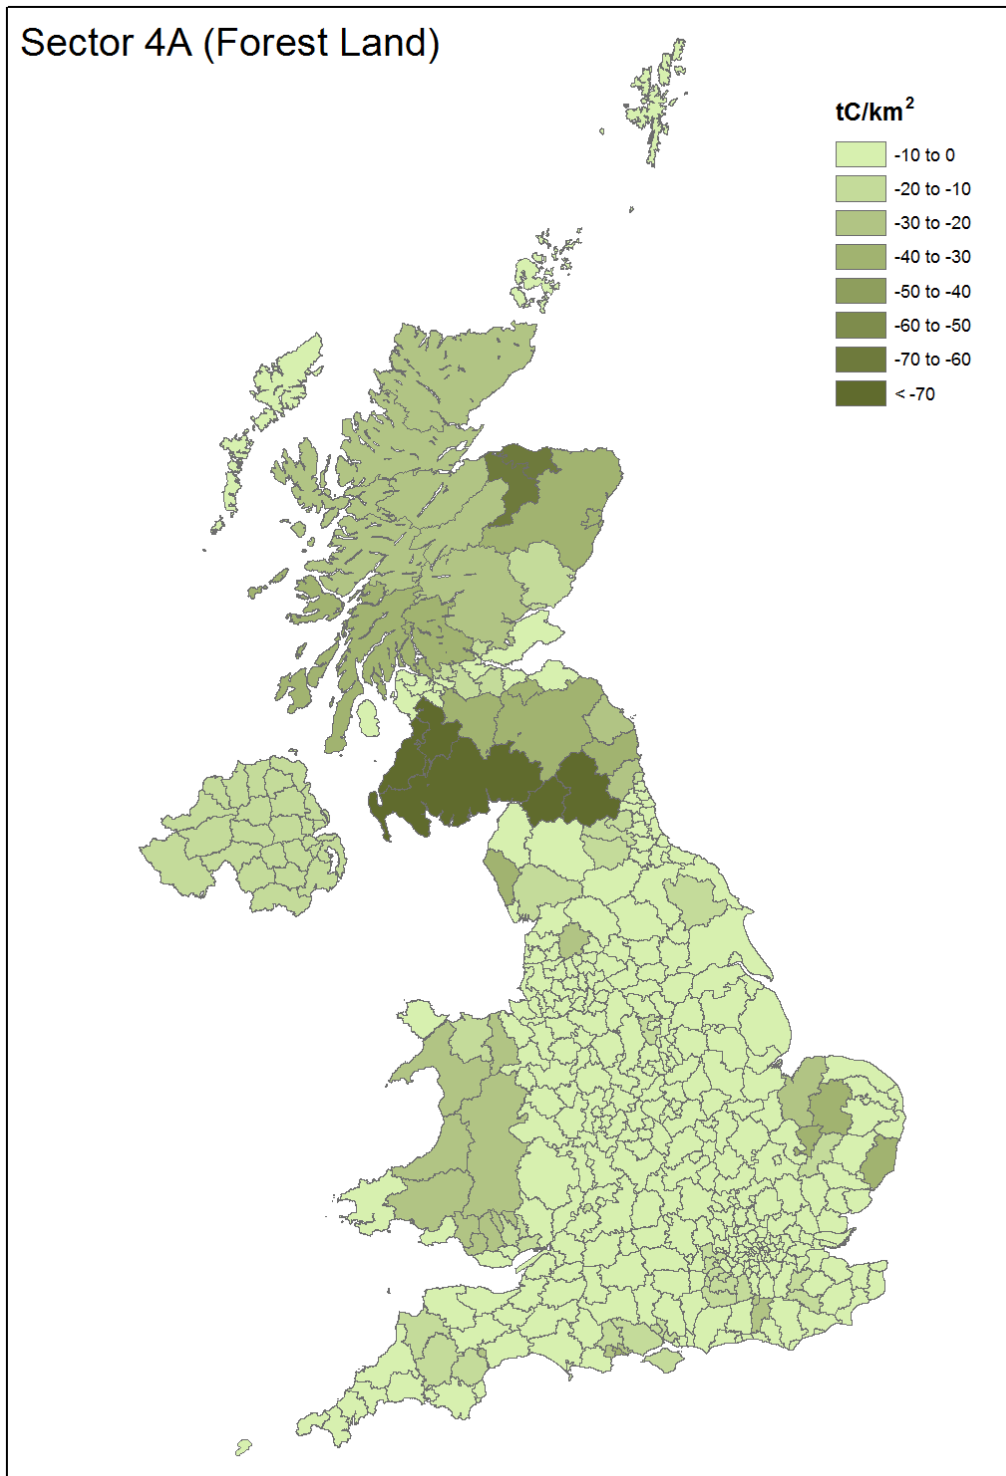 Sector 4A (Forest Land)
tC/km²
-10 to 0
-20 to -10
-30 to -20
-40 to -30
-50 to -40
-60 to -50
-70 to -60
< -70